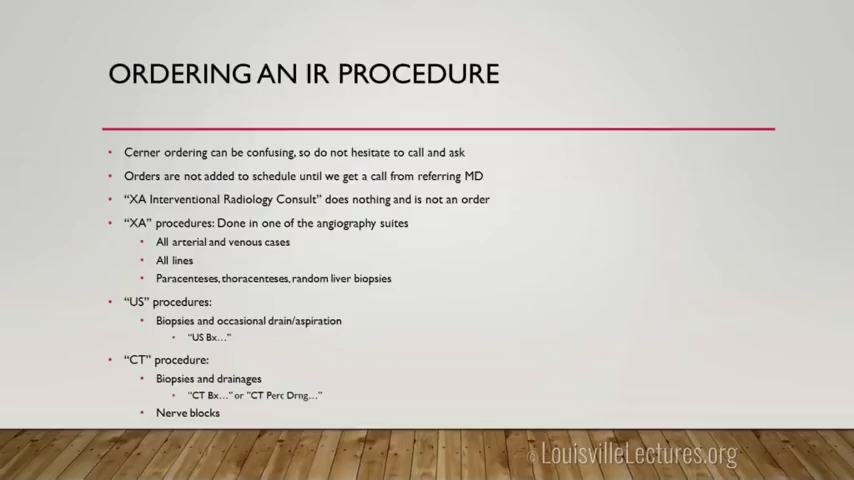 ORDERING AN IR PROCEDURE
• Cerner ordering can be confusing, so do not hesitate to call and ask
• Orders are not added to schedule until we get a call from referring MD
• “XA Interventional Radiology Consult” does nothing and is not an order
• “XA” procedures: Done in one of the angiography suites
• All arterial and venous cases
• All lines
• Paracenteses, thoracenteses, random liver biopsies
• “US” procedures:
• Biopsies and occasional drain/aspiration
• “US Bx…”
• “CT” procedure:
• Biopsies and drainages
• “CT Bx…” or “CT Perc Drng…”
• Nerve blocks
© LouisvilleLectures.org